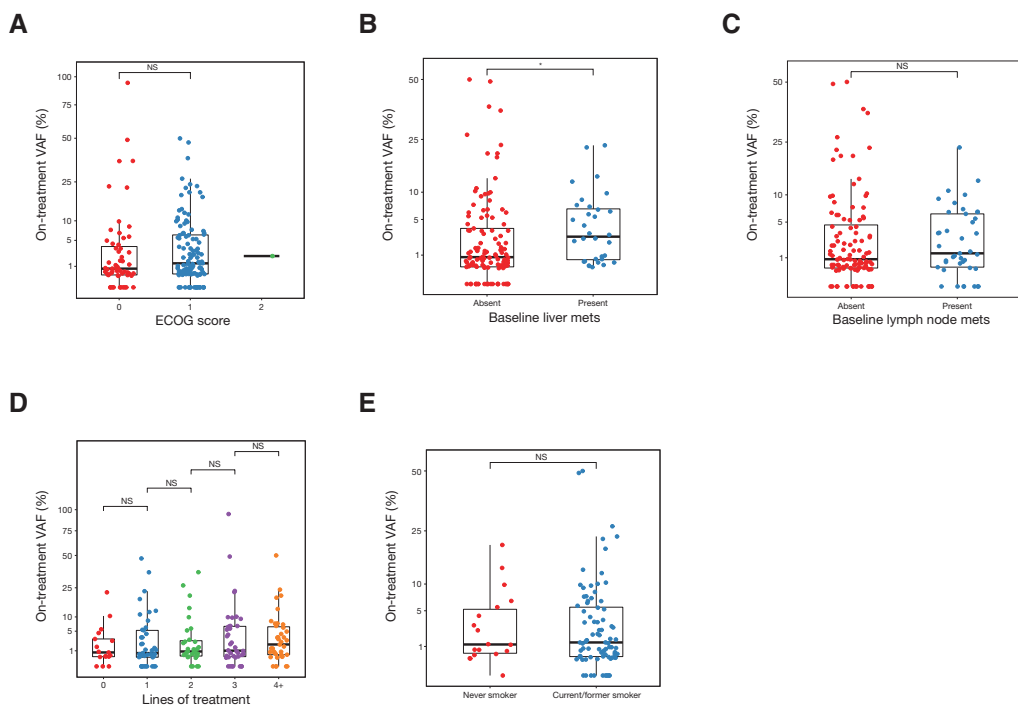 A
On-treatment VAF (%)
100
75
50
25
10
5
1
NS
0
1
2
ECOG score
B
On-treatment VAF (%)
50
25
10
5
1
*
Absent
Present
Baseline liver mets
C
On-treatment VAF (%)
50
25
10
5
1
NS
Absent
Present
Baseline lymph node mets
D
On-treatment VAF (%)
100
75
50
25
10
5
1
NS
NS
NS
NS
0
1
2
3
4+
Lines of treatment
E
On-treatment VAF (%)
50
25
10
5
1
NS
Never smoker
Current/former smoker